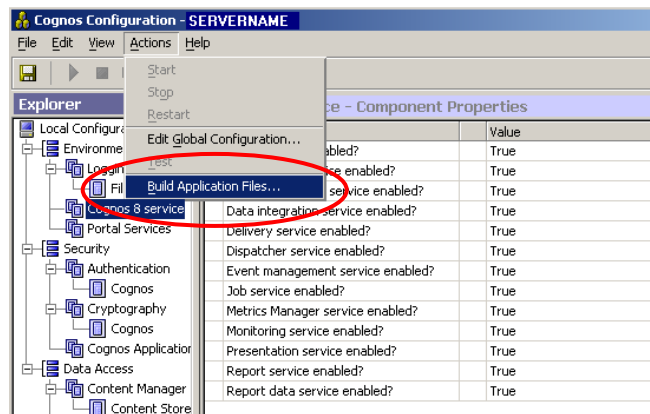 Cognos Configuration - SERVERNAME
File Edit View Actions Help
Start
Stop
Restart
Edit Global Configuration...
Test
Build Application Files...
Explorer
Local Configura
Environme
Loggin
Fil
Cognos 8 service
Portal Services
Security
Authentication
Cognos
Cryptography
Cognos
Cognos Application
Data Access
Content Manager
Content Store
ce - Component Properties
Value
abled? True
ce enabled? True
service enabled? True
Data integration service enabled? True
Delivery service enabled? True
Dispatcher service enabled? True
Event management service enabled? True
Job service enabled? True
Metrics Manager service enabled? True
Monitoring service enabled? True
Presentation service enabled? True
Report service enabled? True
Report data service enabled? True